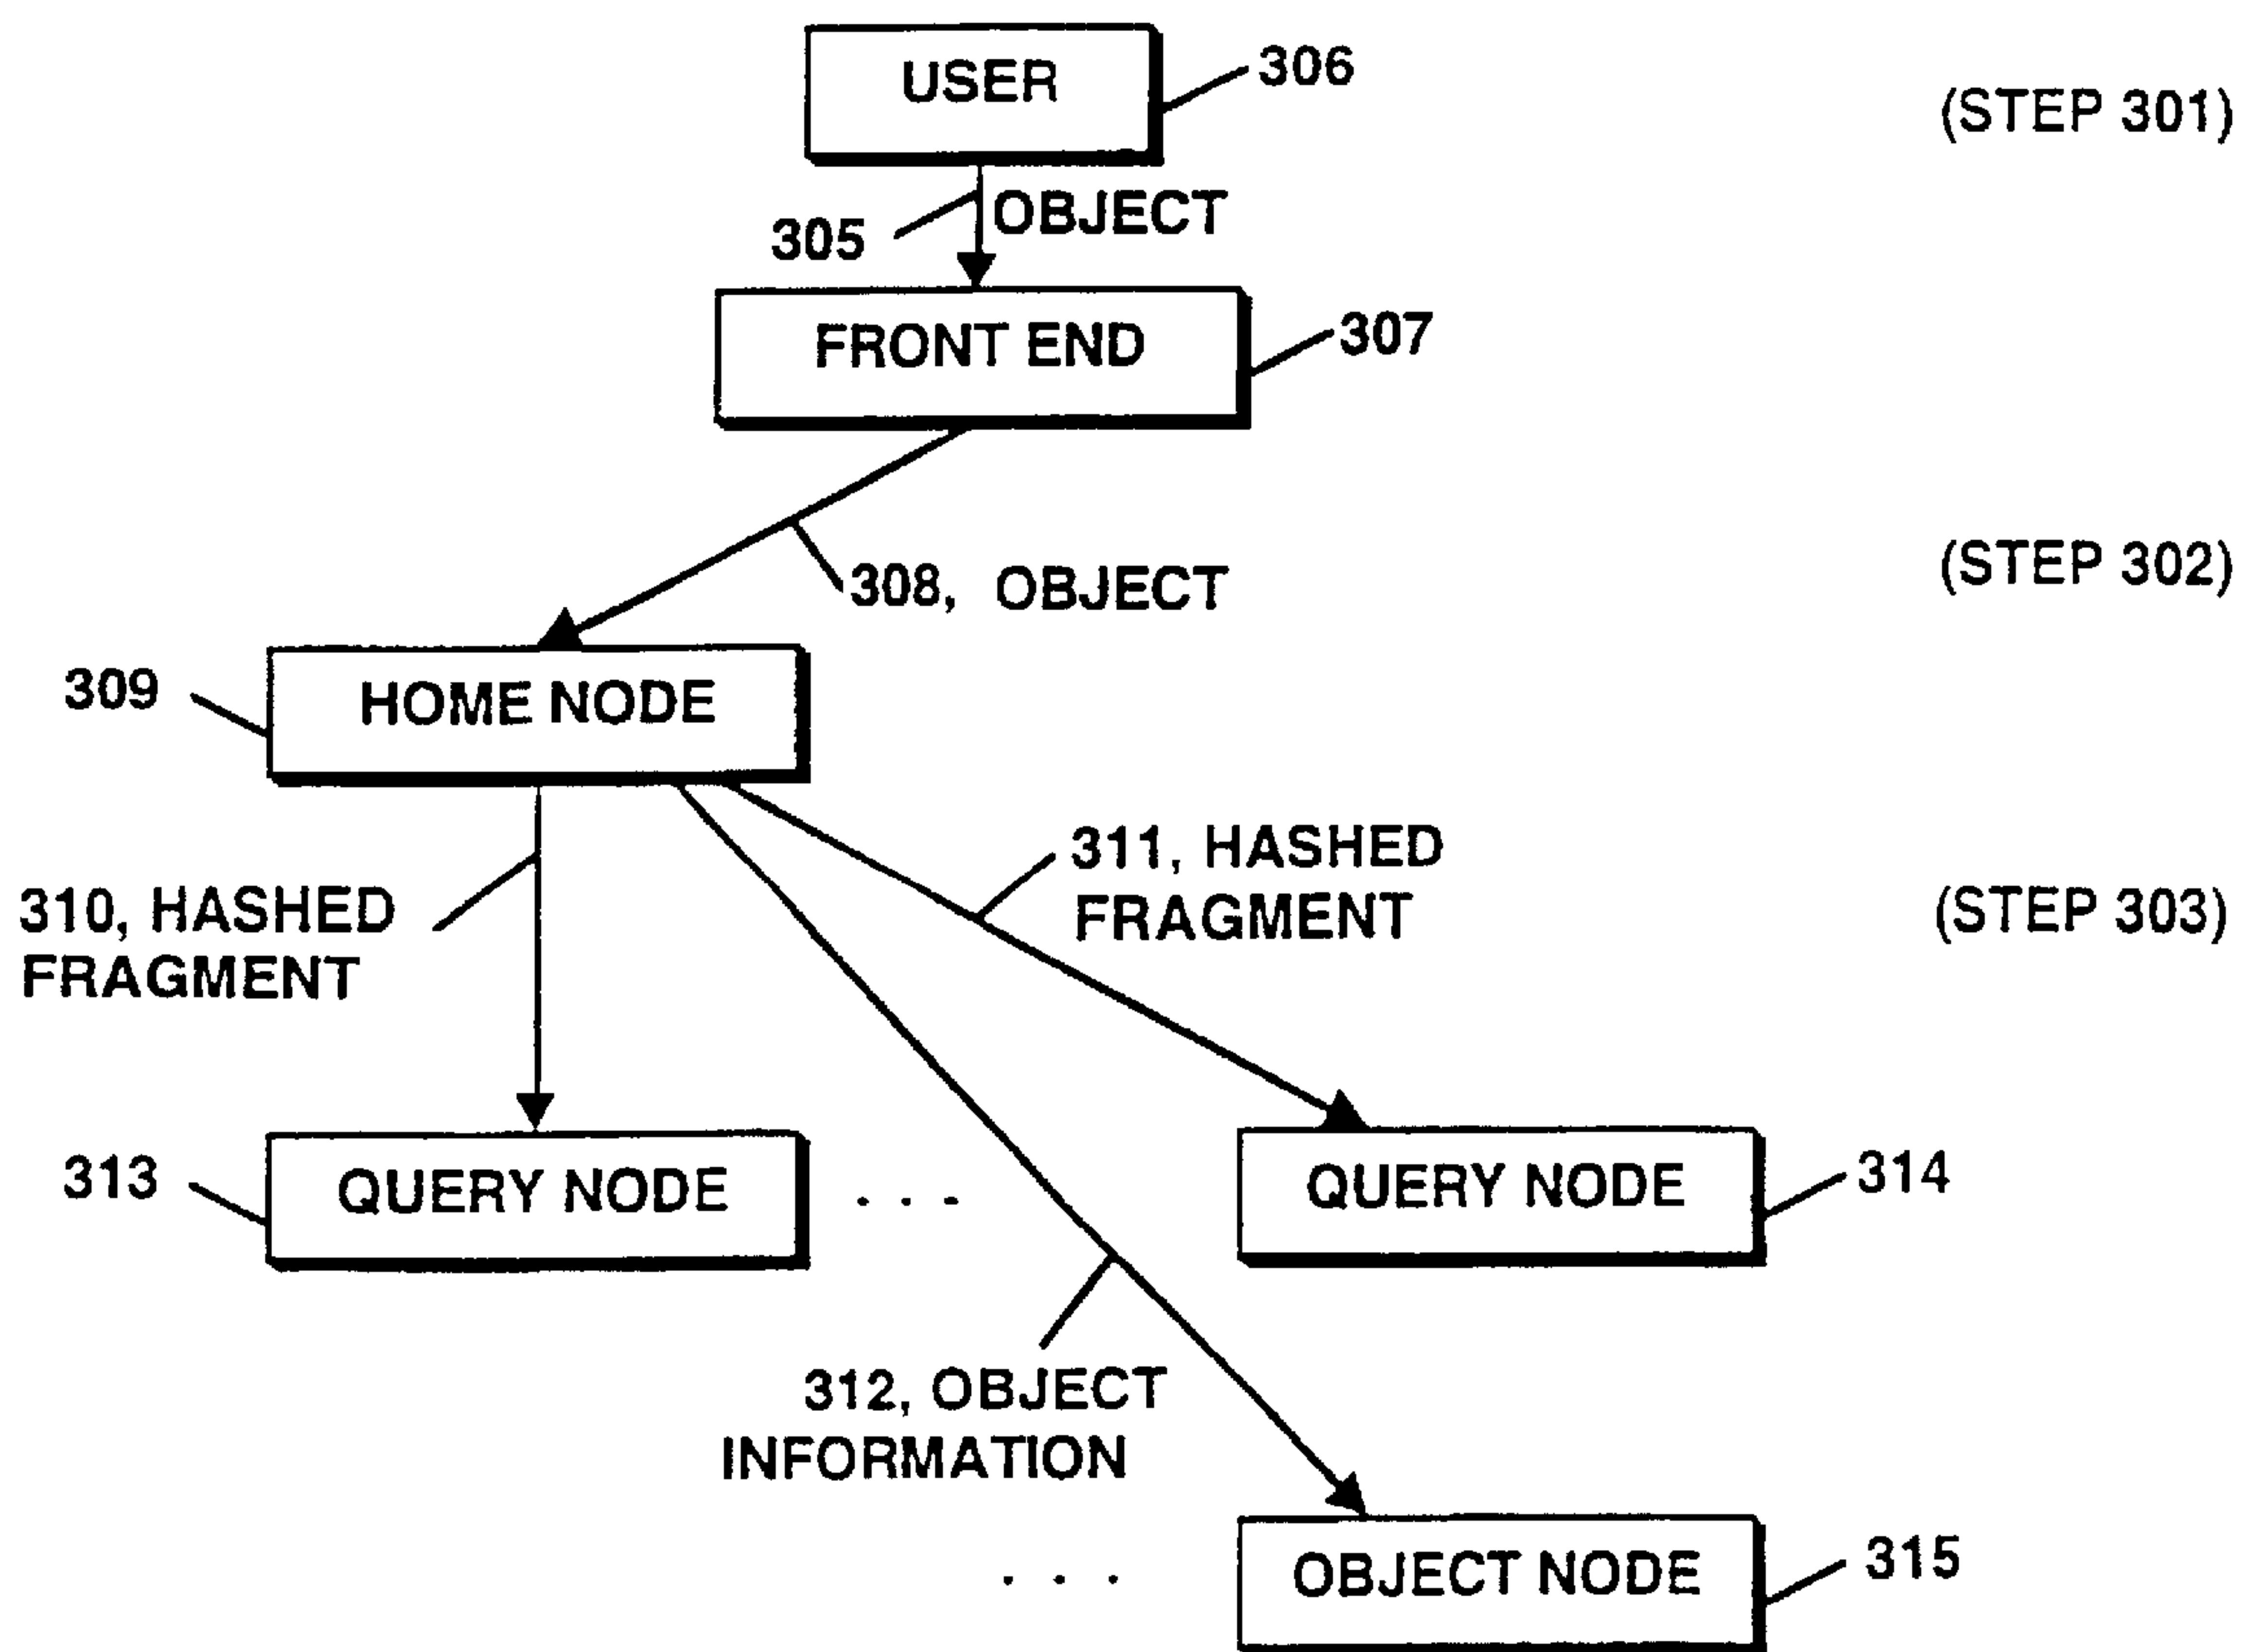 USER
306
(STEP 301)
305
OBJECT
FRONT END
307
308, OBJECT
(STEP 302)
309
HOME NODE
311, HASHED
FRAGMENT
310, HASHED
FRAGMENT
(STEP 303)
313
QUERY NODE
. . .
QUERY NODE
314
312, OBJECT
INFORMATION
. . .
OBJECT NODE
315